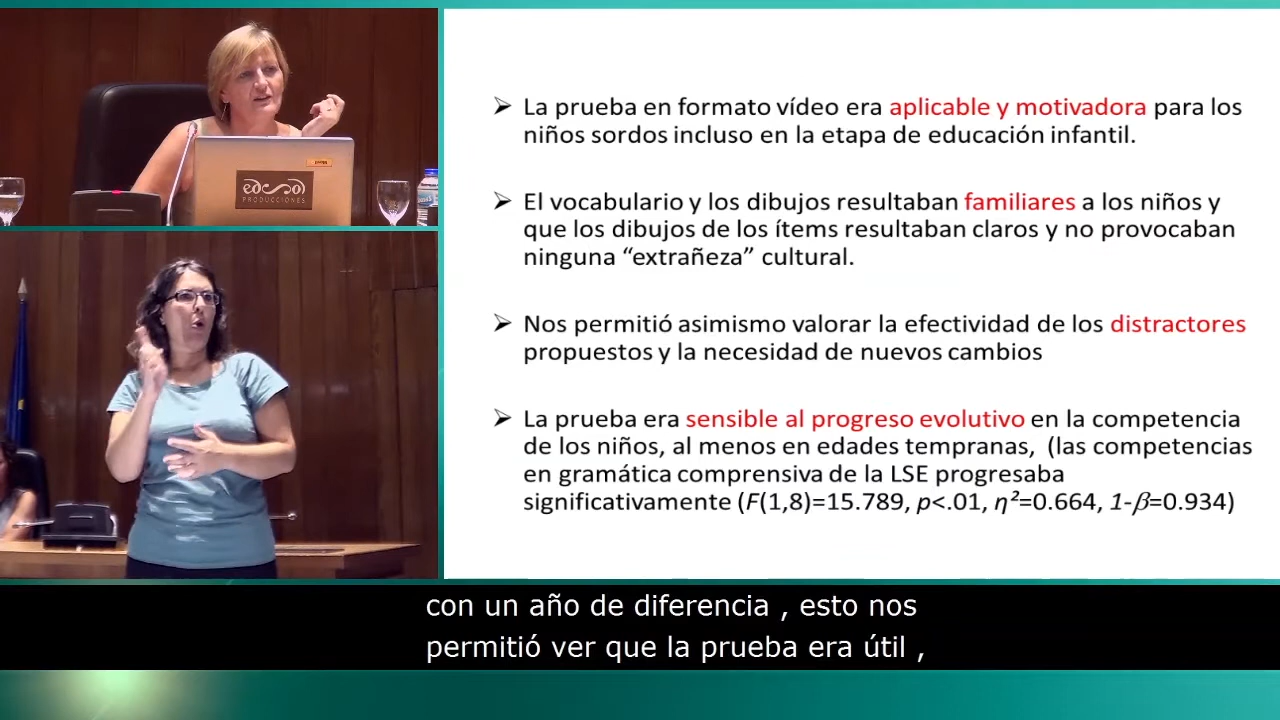 edsol
PRODUCCIONES
➢ La prueba en formato vídeo era aplicable y motivadora para los
niños sordos incluso en la etapa de educación infantil.
➢ El vocabulario y los dibujos resultaban familiares a los niños y
que los dibujos de los ítems resultaban claros y no provocaban
ninguna “extrañeza” cultural.
➢ Nos permitió asimismo valorar la efectividad de los distractores
propuestos y la necesidad de nuevos cambios
➢ La prueba era sensible al progreso evolutivo en la competencia
de los niños, al menos en edades tempranas, (las competencias
en gramática comprensiva de la LSE progresaba
significativamente (F(1,8)=15.789, p<.01, η²=0.664, 1-β=0.934)
con un año de diferencia , esto nos
permitió ver que la prueba era útil ,